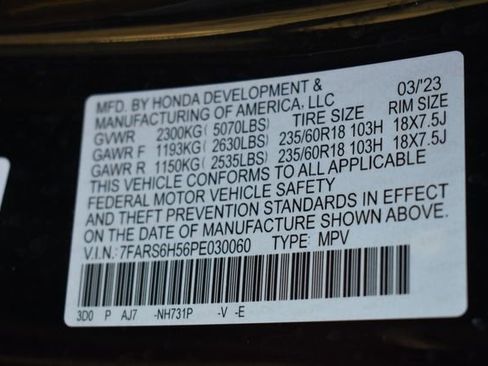 MFD. BY HONDA DEVELOPMENT & 03/'23
MANUFACTURING OF AMERICA, LLC
GVWR 2300KG( 5070LBS) TIRE SIZE RIM SIZE
GAWR F 1193KG( 2630LBS) 235/60R18 103H 18X7.5J
GAWR R 1150KG( 2535LBS) 235/60R18 103H 18X7.5J
THIS VEHICLE CONFORMS TO ALL APPLICABLE
FEDERAL MOTOR VEHICLE SAFETY
AND THEFT PREVENTION STANDARDS IN EFFECT
ON THE DATE OF MANUFACTURE SHOWN ABOVE.
V.I.N.: 7FARS6H56PE030060 TYPE: MPV
3D0 P AJ7 -NH731P -V -E